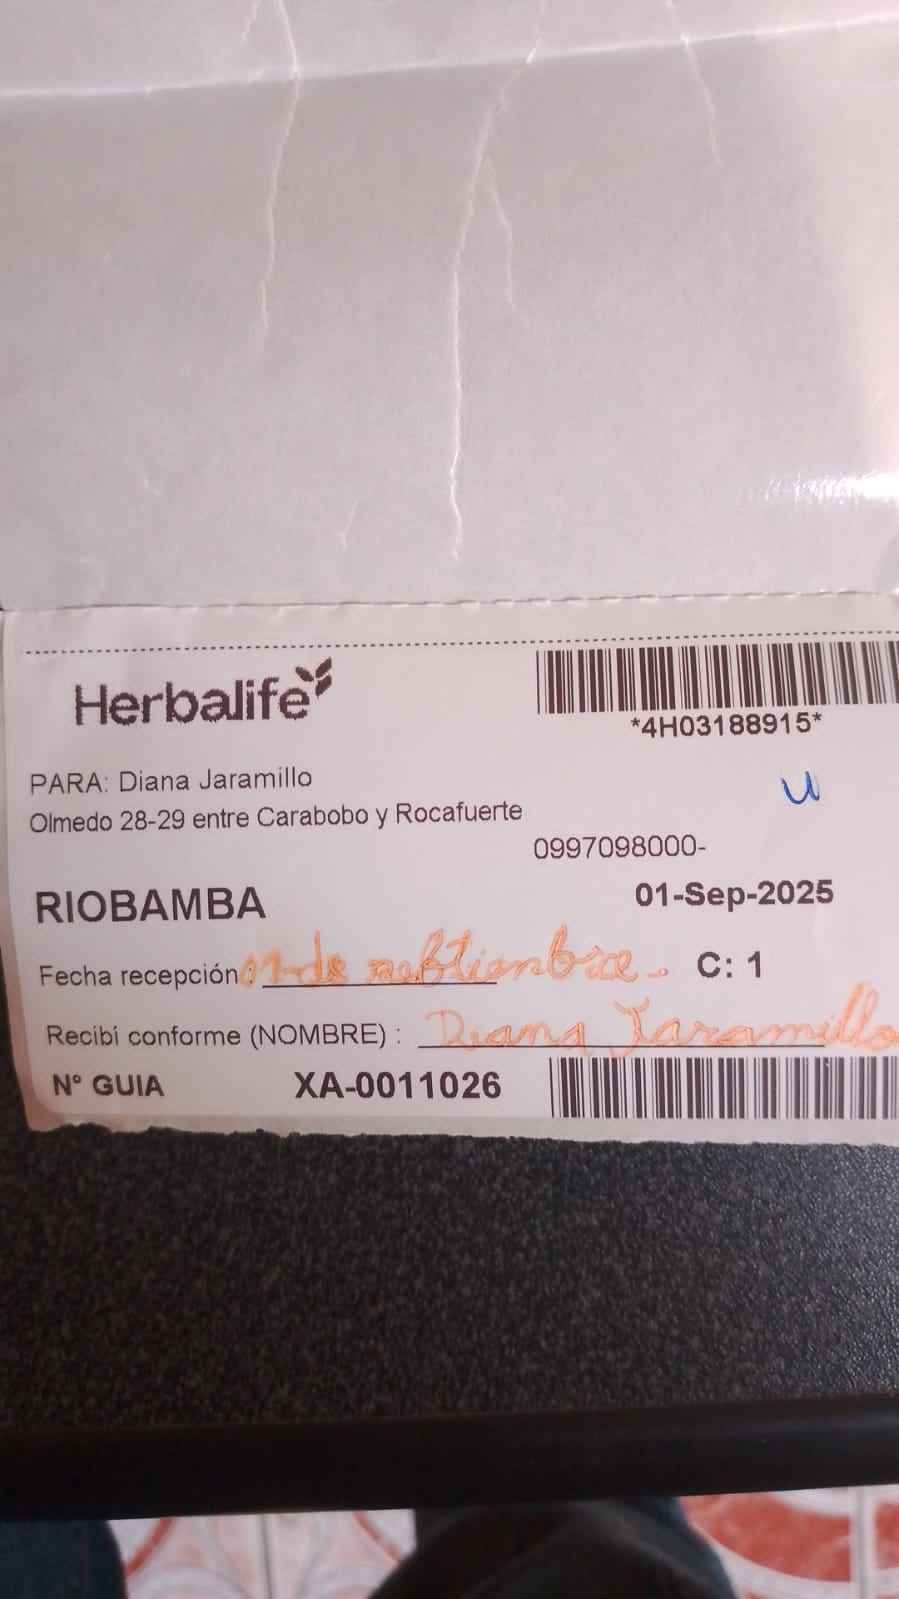 Herbalife
*4H03188915*
PARA: Diana Jaramillo
u
Olmedo 28-29 entre Carabobo y Rocafuerte
0997098000-
RIOBAMBA
01-Sep-2025
Fecha recepción: de C: 1
Recibí conforme (NOMBRE) : Diana Jaramillo
N° GUIA XA-0011026